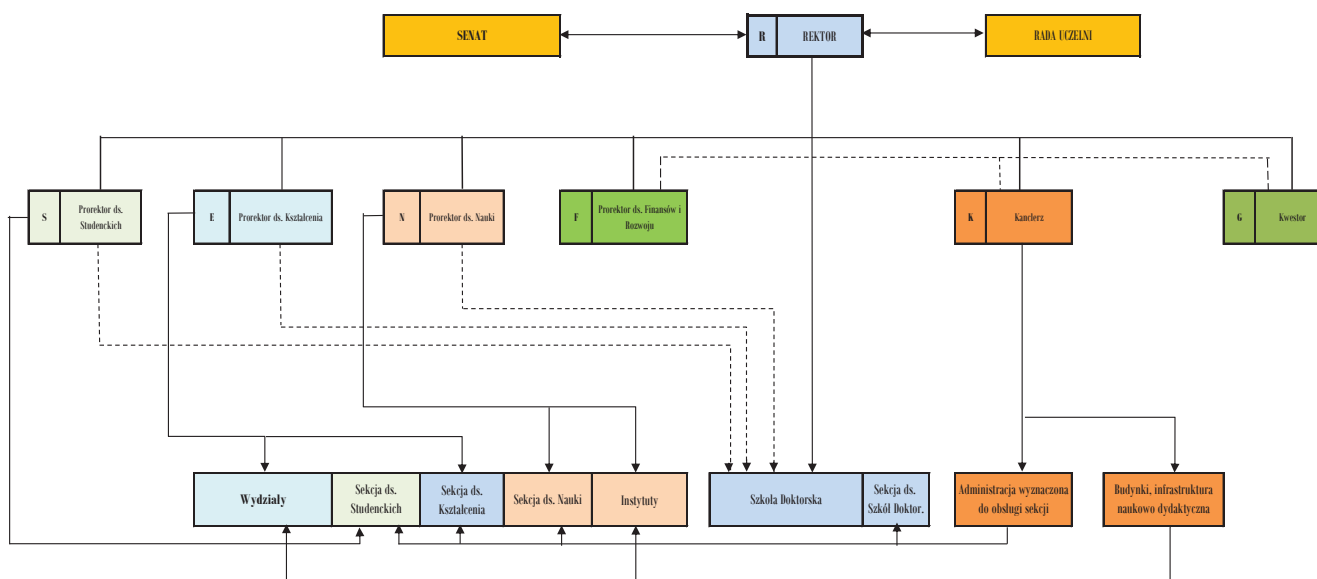 SENAT
R
REKTOR
RADA UCZELNI
S
Prorektor ds.
Studenckich
E
Prorektor ds. Kształcenia
N
Prorektor ds. Nauki
F
Prorektor ds. Finansów i
Rozwoju
K
Kanclerz
G
Kwestor
Wydziały
Sekcja ds.
Studenckich
Sekcja ds.
Kształcenia
Sekcja ds. Nauki
Instytuty
Szkoła Doktorska
Sekcja ds.
Szkół Doktor.
Administracja wyznaczona
do obsługi sekcji
Budynki, infrastruktura
naukowo dydaktyczna